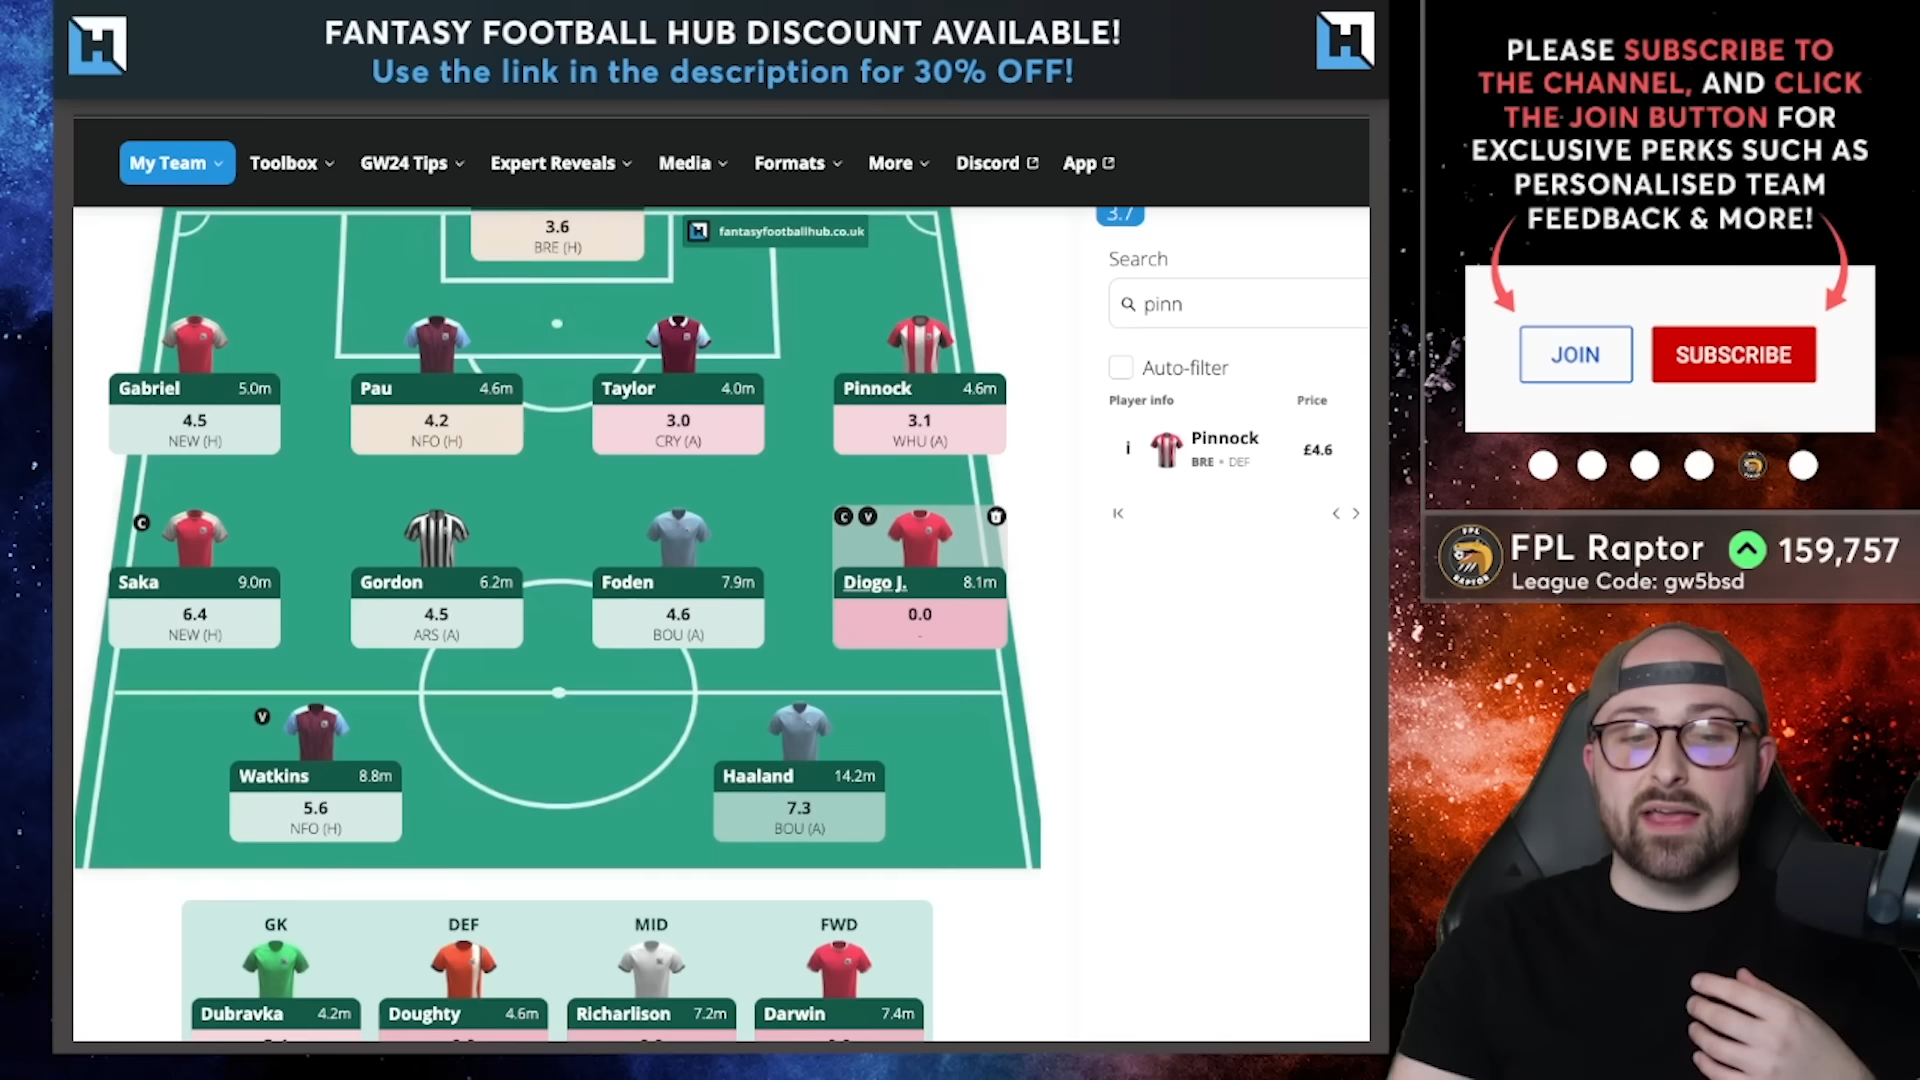 FANTASY FOOTBALL HUB DISCOUNT AVAILABLE!
Use the link in the description for 30% OFF!
My Team
Toolbox
GW24 Tips
Expert Reveals
Media
Formats
More
Discord
App
3.6
BRE (H)
fantasyfootballhub.co.uk
Gabriel 5.0m
4.5
NEW (H)
Pau 4.6m
4.2
NFO (H)
Taylor 4.0m
3.0
CRY (A)
Pinnock 4.6m
3.1
WHU (A)
C
Saka 9.0m
6.4
NEW (H)
Gordon 6.2m
4.5
ARS (A)
Foden 7.9m
4.6
BOU (A)
C V
Diogo J. 8.1m
0.0
-
V
Watkins 8.8m
5.6
NFO (H)
Haaland 14.2m
7.3
BOU (A)
GK
DEF
MID
FWD
Dubravka 4.2m
Doughty 4.6m
Richarlison 7.2m
Darwin 7.4m
3.7
Search
pinn
Auto-filter
Player info Price
i Pinnock £4.6
BRE • DEF
PLEASE SUBSCRIBE TO
THE CHANNEL, AND CLICK
THE JOIN BUTTON FOR
EXCLUSIVE PERKS SUCH AS
PERSONALISED TEAM
FEEDBACK & MORE!
JOIN
SUBSCRIBE
FPL
RAPTOR
FPL Raptor 159,757
League Code: gw5bsd